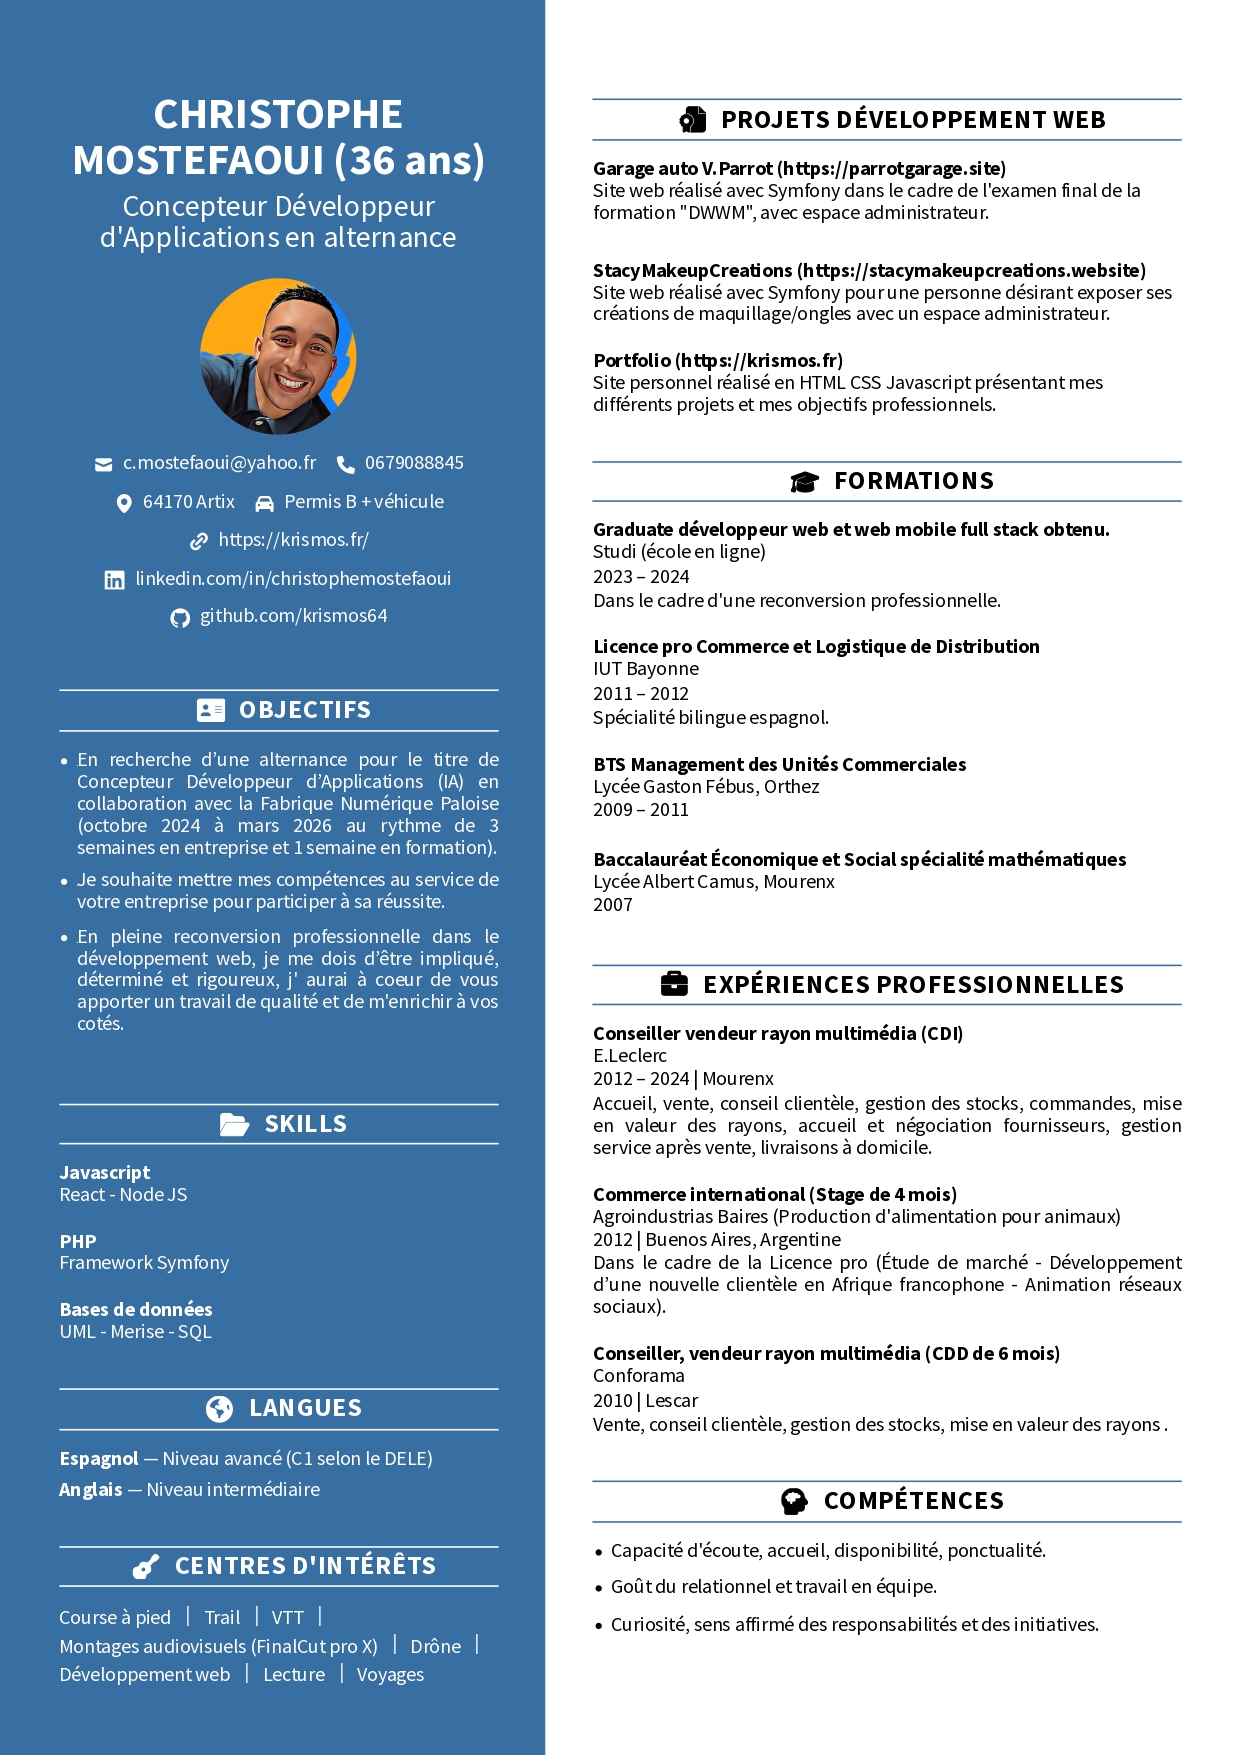 CHRISTOPHE
MOSTEFAOUI (36 ans)
Concepteur Développeur
d'Applications en alternance
c.mostefaoui@yahoo.fr 0679088845
64170 Artix Permis B + véhicule
https://krismos.fr/
linkedin.com/in/christophemostefaoui
github.com/krismos64
OBJECTIFS
• En recherche d’une alternance pour le titre de
Concepteur Développeur d’Applications (IA) en
collaboration avec la Fabrique Numérique Paloise
(octobre 2024 à mars 2026 au rythme de 3
semaines en entreprise et 1 semaine en formation).
• Je souhaite mettre mes compétences au service de
votre entreprise pour participer à sa réussite.
• En pleine reconversion professionnelle dans le
développement web, je me dois d’être impliqué,
déterminé et rigoureux, j' aurai à coeur de vous
apporter un travail de qualité et de m'enrichir à vos
cotés.
SKILLS
Javascript
React - Node JS
PHP
Framework Symfony
Bases de données
UML - Merise - SQL
LANGUES
Espagnol — Niveau avancé (C1 selon le DELE)
Anglais — Niveau intermédiaire
CENTRES D'INTÉRÊTS
Course à pied | Trail | VTT |
Montages audiovisuels (FinalCut pro X) | Drône |
Développement web | Lecture | Voyages
PROJETS DÉVELOPPEMENT WEB
Garage auto V.Parrot (https://parrotgarage.site)
Site web réalisé avec Symfony dans le cadre de l'examen final de la
formation "DWWM", avec espace administrateur.
StacyMakeupCreations (https://stacymakeupcreations.website)
Site web réalisé avec Symfony pour une personne désirant exposer ses
créations de maquillage/ongles avec un espace administrateur.
Portfolio (https://krismos.fr)
Site personnel réalisé en HTML CSS Javascript présentant mes
différents projets et mes objectifs professionnels.
FORMATIONS
Graduate développeur web et web mobile full stack obtenu.
Studi (école en ligne)
2023 – 2024
Dans le cadre d'une reconversion professionnelle.
Licence pro Commerce et Logistique de Distribution
IUT Bayonne
2011 – 2012
Spécialité bilingue espagnol.
BTS Management des Unités Commerciales
Lycée Gaston Fébus, Orthez
2009 – 2011
Baccalauréat Économique et Social spécialité mathématiques
Lycée Albert Camus, Mourenx
2007
EXPÉRIENCES PROFESSIONNELLES
Conseiller vendeur rayon multimédia (CDI)
E.Leclerc
2012 – 2024 | Mourenx
Accueil, vente, conseil clientèle, gestion des stocks, commandes, mise
en valeur des rayons, accueil et négociation fournisseurs, gestion
service après vente, livraisons à domicile.
Commerce international (Stage de 4 mois)
Agroindustrias Baires (Production d'alimentation pour animaux)
2012 | Buenos Aires, Argentine
Dans le cadre de la Licence pro (Étude de marché - Développement
d’une nouvelle clientèle en Afrique francophone - Animation réseaux
sociaux).
Conseiller, vendeur rayon multimédia (CDD de 6 mois)
Conforama
2010 | Lescar
Vente, conseil clientèle, gestion des stocks, mise en valeur des rayons .
COMPÉTENCES
• Capacité d'écoute, accueil, disponibilité, ponctualité.
• Goût du relationnel et travail en équipe.
• Curiosité, sens affirmé des responsabilités et des initiatives.